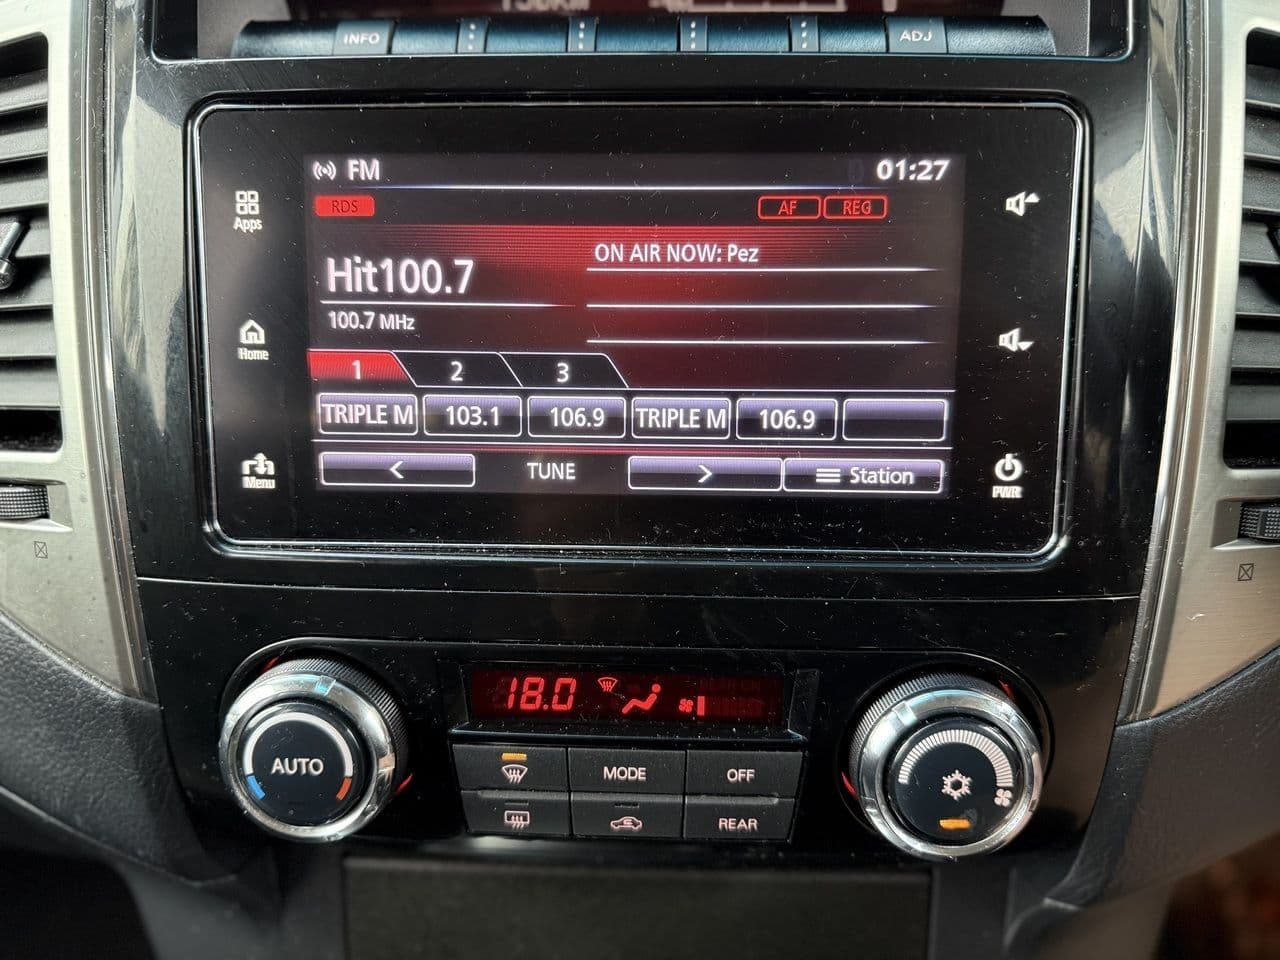 INFO
ADJ
FM
01:27
RDS
AF
REG
Apps
ON AIR NOW: Pez
Hit100.7
100.7 MHz
Home
1
2
3
TRIPLE M
103.1
106.9
TRIPLE M
106.9
Menu
<
TUNE
>
Station
PWR
18.0
AUTO
MODE
OFF
REAR